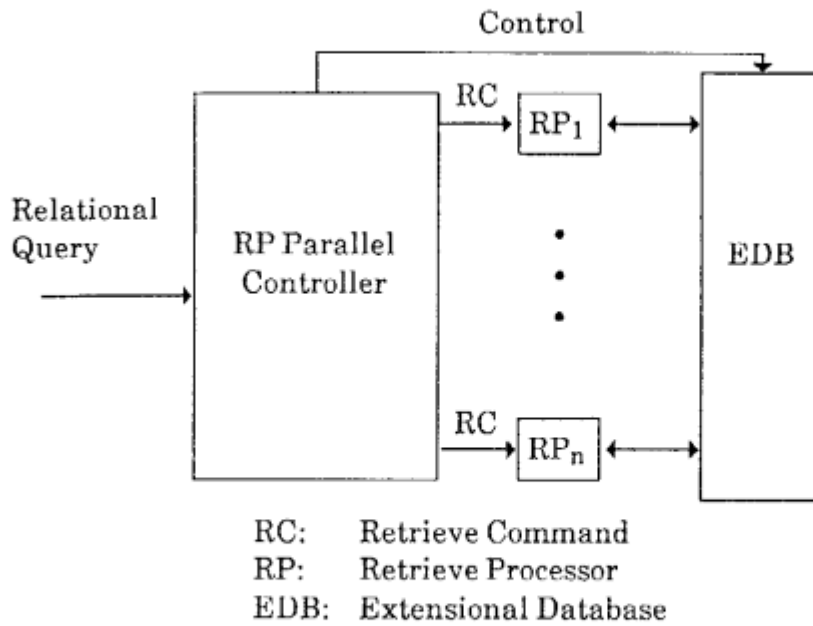 Control
RC
RP₁
Relational
Query
RP Parallel
Controller
EDB
RC
RPₙ
RC: Retrieve Command
RP: Retrieve Processor
EDB: Extensional Database